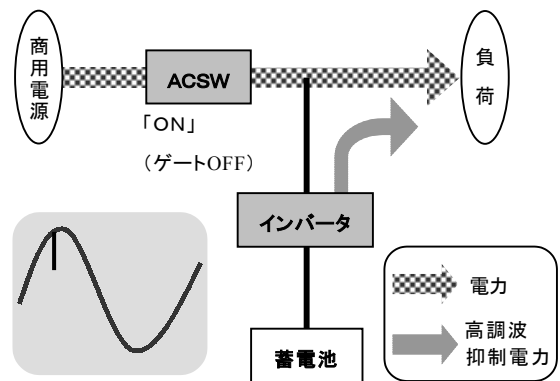 商用電源
ACSW
負荷
「ON」
（ゲートOFF）
インバータ
蓄電池
電力
高調波
抑制電力